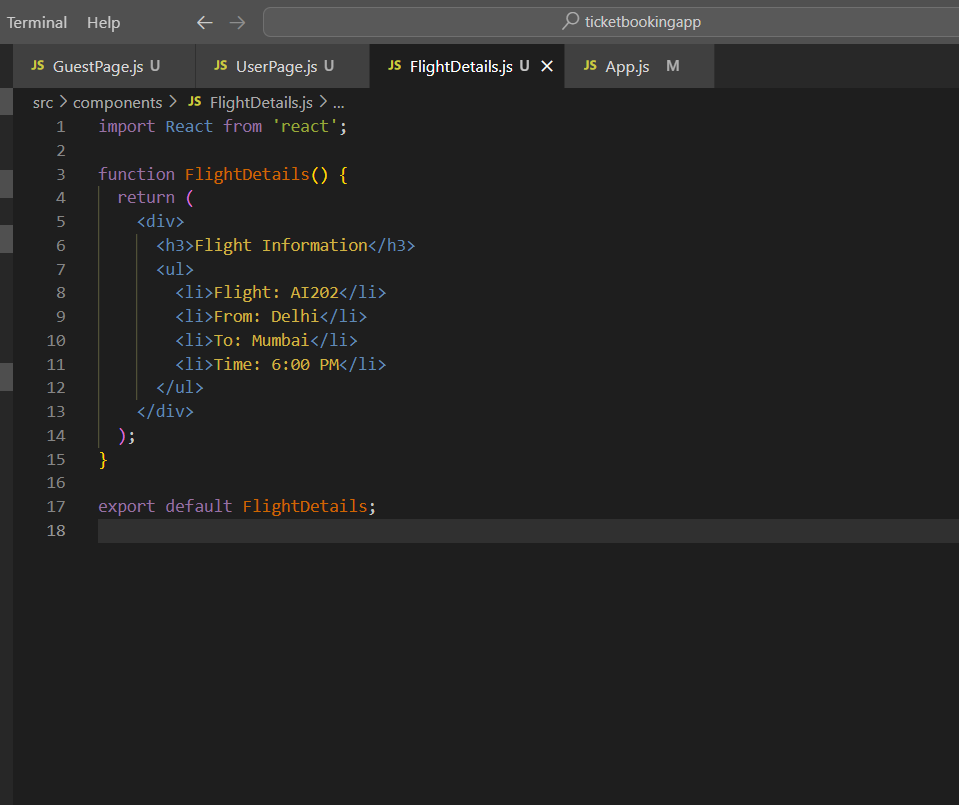 Terminal Help ← → ticketbookingapp
JS GuestPage.js U JS UserPage.js U JS FlightDetails.js U × JS App.js M
src > components > JS FlightDetails.js > ...
1 import React from 'react';
2
3 function FlightDetails() {
4   return (
5     <div>
6       <h3>Flight Information</h3>
7       <ul>
8         <li>Flight: AI202</li>
9         <li>From: Delhi</li>
10         <li>To: Mumbai</li>
11         <li>Time: 6:00 PM</li>
12       </ul>
13     </div>
14   );
15 }
16
17 export default FlightDetails;
18